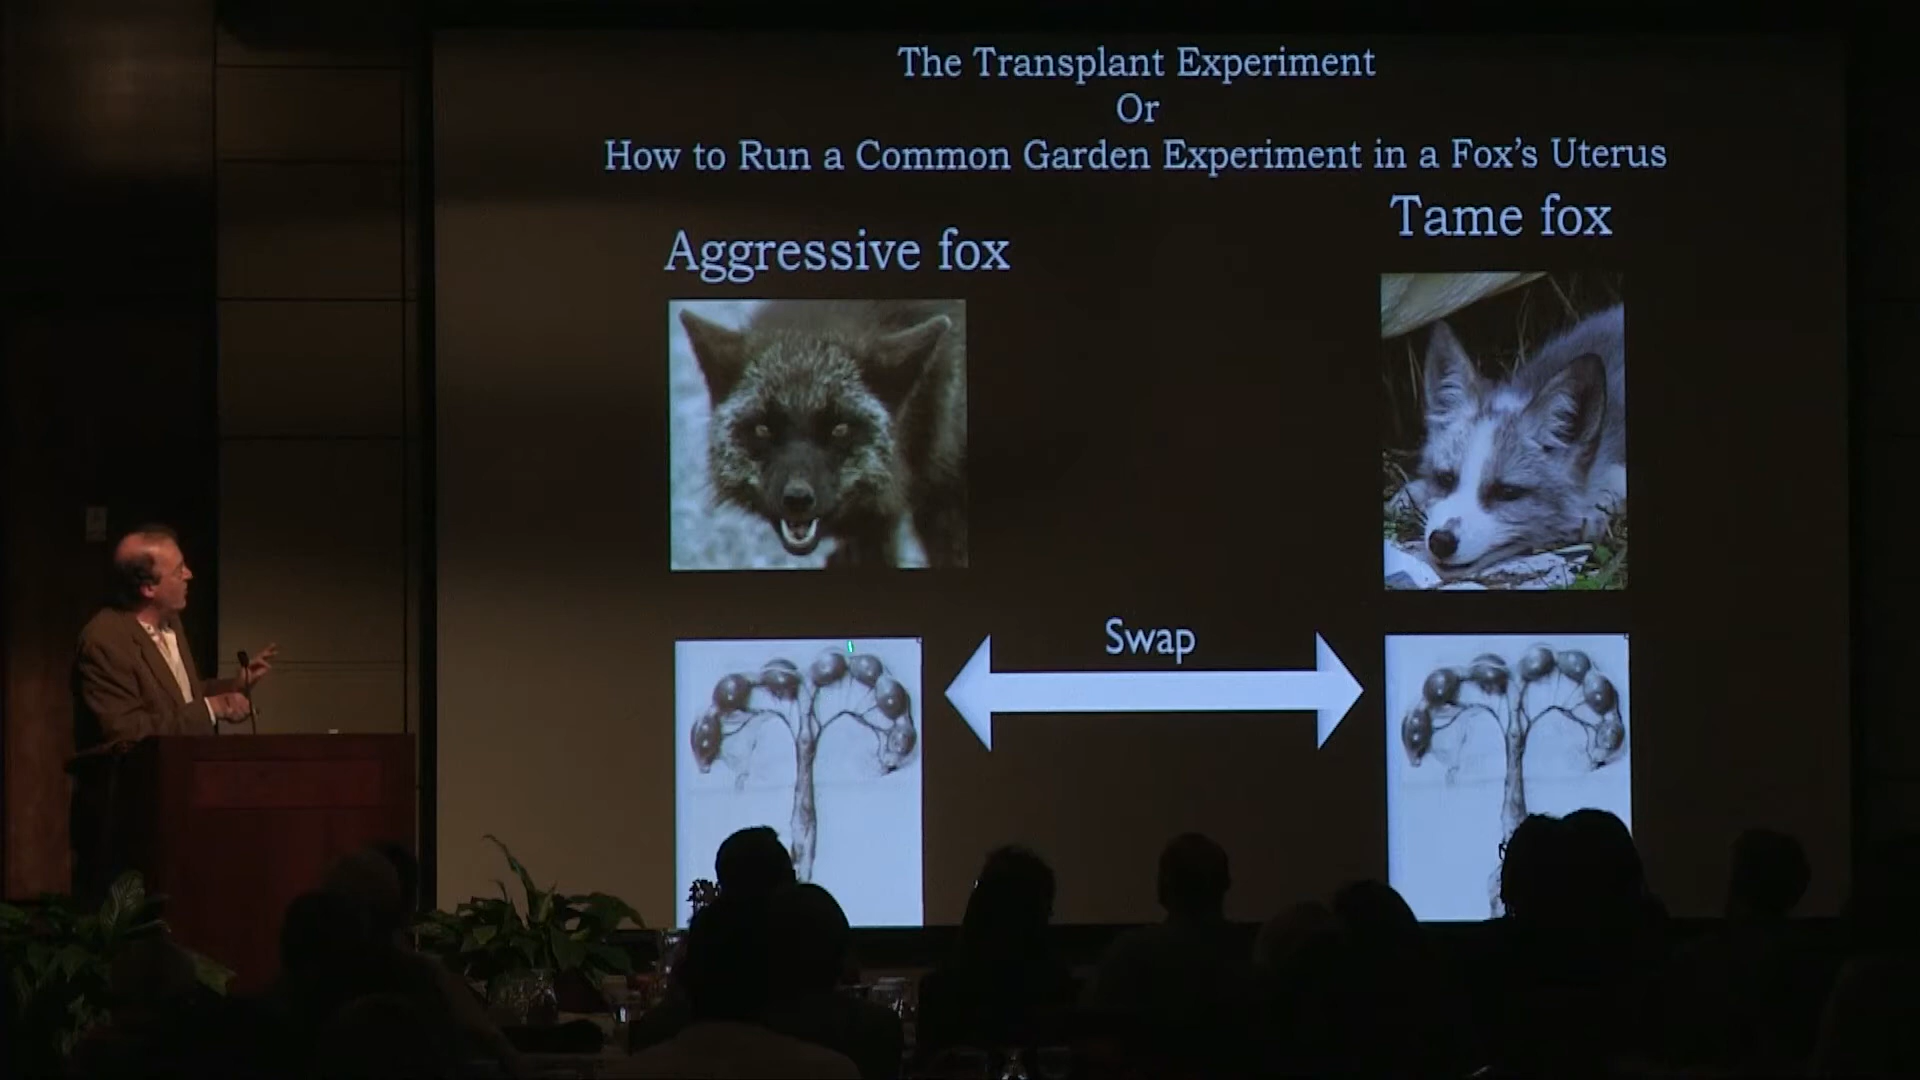 The Transplant Experiment
Or
How to Run a Common Garden Experiment in a Fox's Uterus
Aggressive fox
Tame fox
Swap